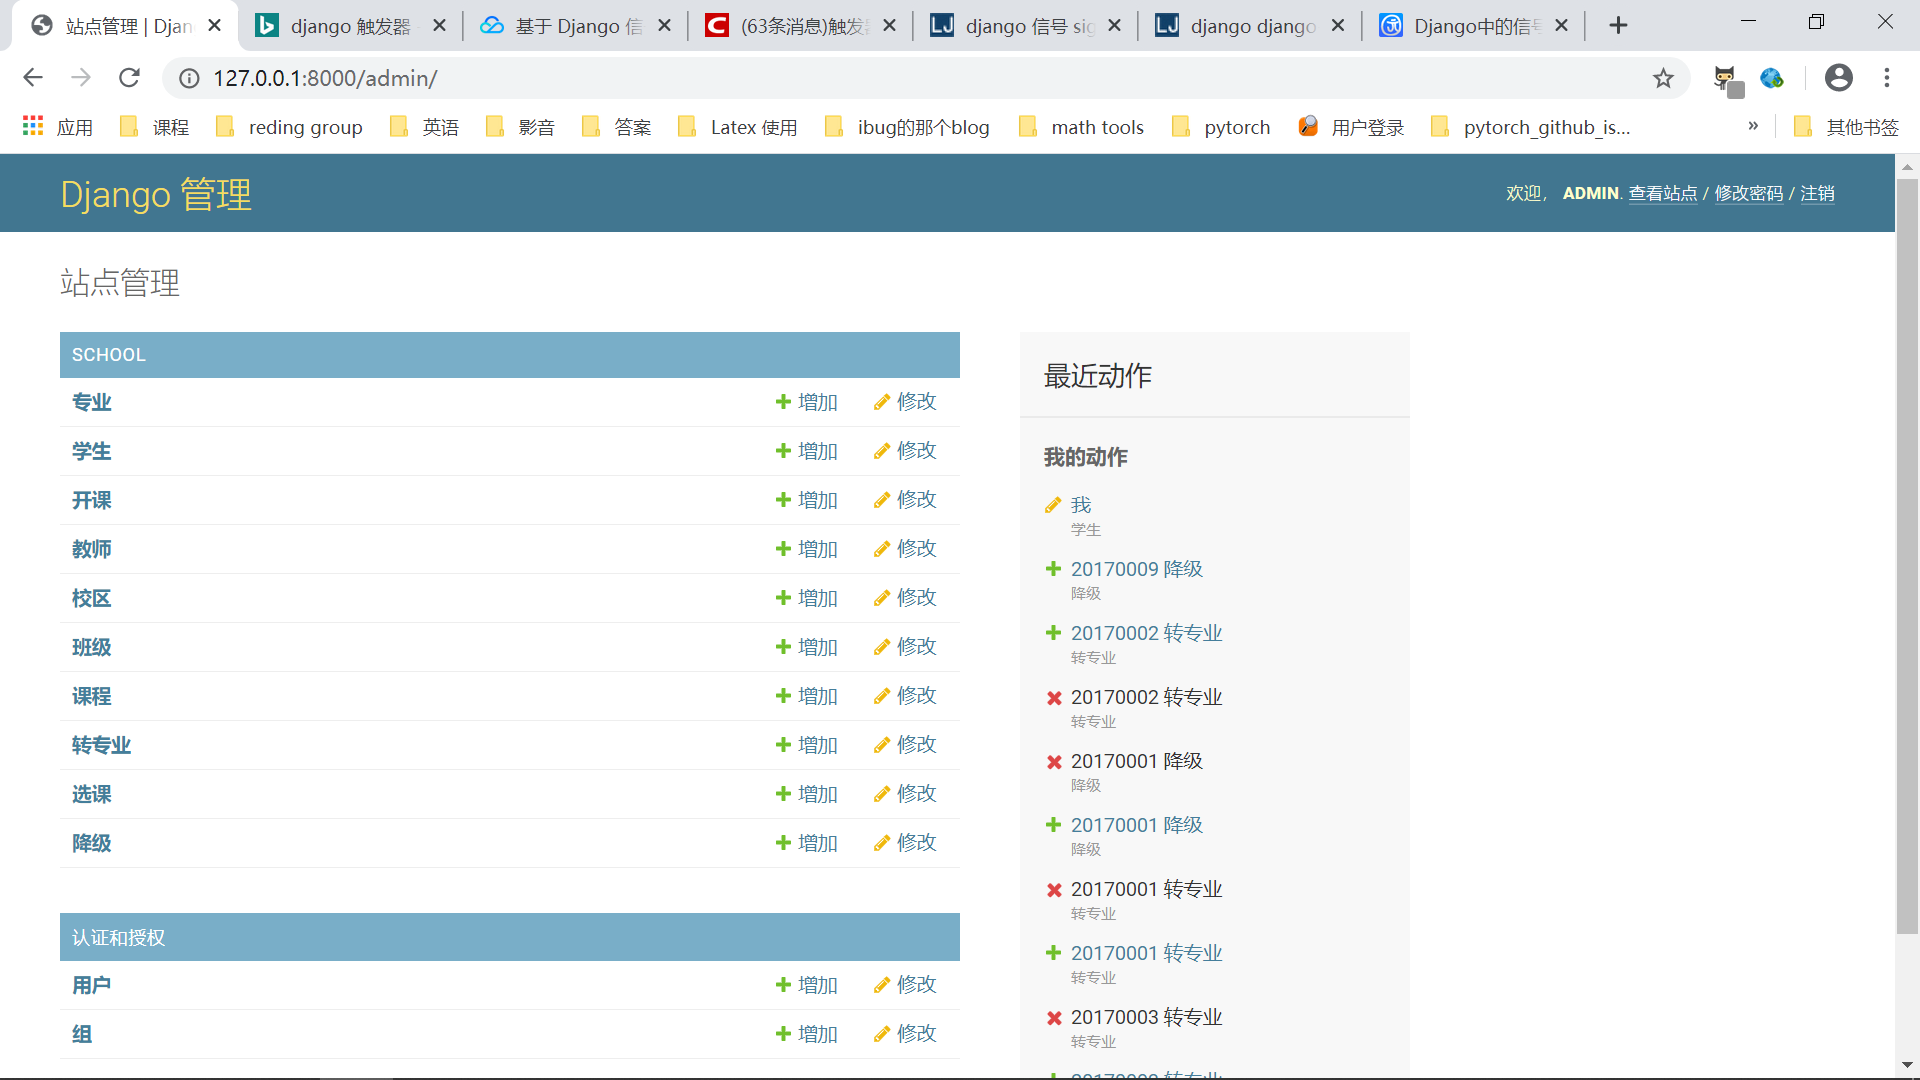 站点管理 | Djan
django 触发器
基于 Django 信
(63条消息)触发器
django 信号 sig
django django
Django中的信号
127.0.0.1:8000/admin/
应用
课程
reding group
英语
影音
答案
Latex 使用
ibug的那个blog
math tools
pytorch
用户登录
pytorch_github_is...
»
其他书签
Django 管理
欢迎， ADMIN. 查看站点 / 修改密码 / 注销
站点管理
SCHOOL
专业 增加 修改
学生 增加 修改
开课 增加 修改
教师 增加 修改
校区 增加 修改
班级 增加 修改
课程 增加 修改
转专业 增加 修改
选课 增加 修改
降级 增加 修改
认证和授权
用户 增加 修改
组 增加 修改
最近动作
我的动作
我
学生
20170009 降级
降级
20170002 转专业
转专业
20170002 转专业
转专业
20170001 降级
降级
20170001 降级
降级
20170001 转专业
转专业
20170001 转专业
转专业
20170003 转专业
转专业